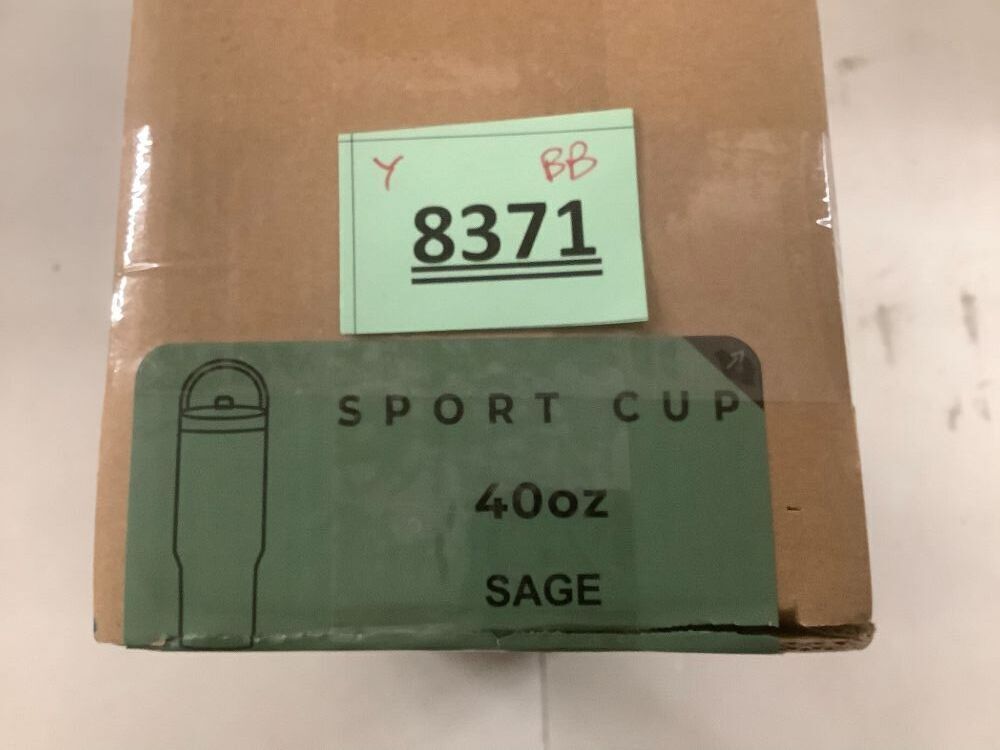 Y BB
8371
SPORT CUP
40oz
SAGE